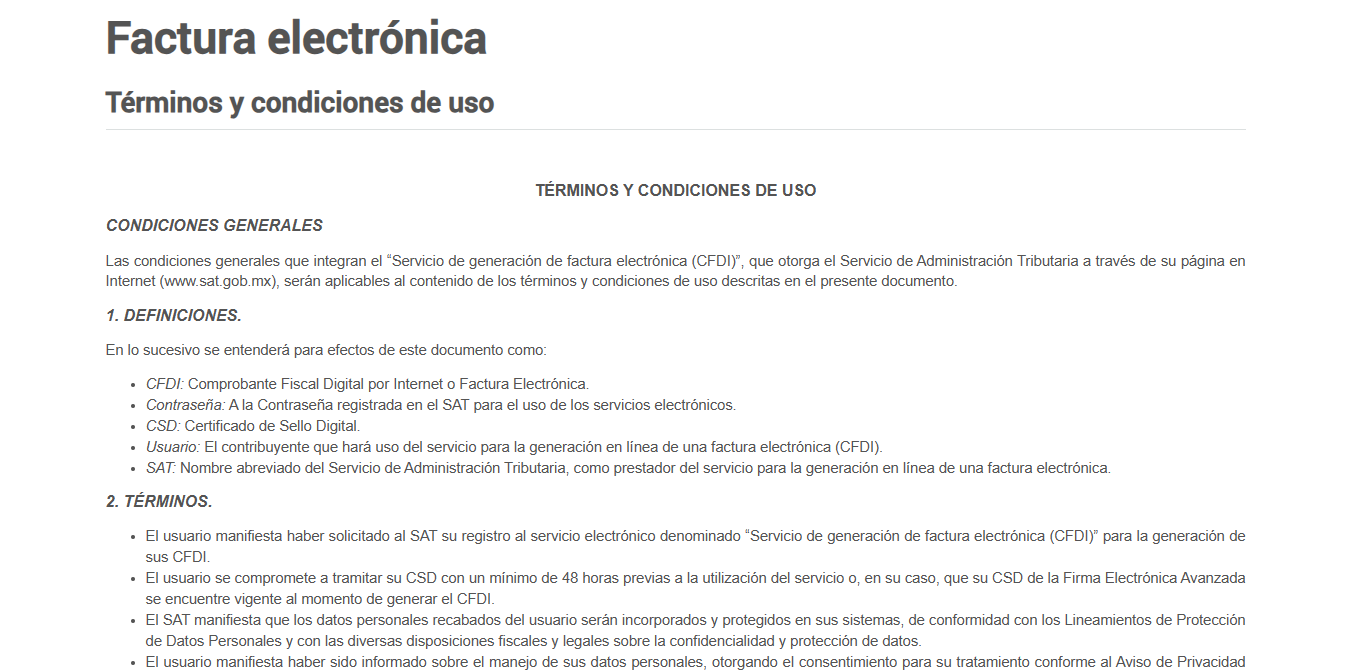 Factura electrónica
Términos y condiciones de uso
TÉRMINOS Y CONDICIONES DE USO
CONDICIONES GENERALES
Las condiciones generales que integran el “Servicio de generación de factura electrónica (CFDI)”, que otorga el Servicio de Administración Tributaria a través de su página en
Internet (www.sat.gob.mx), serán aplicables al contenido de los términos y condiciones de uso descritas en el presente documento.
1. DEFINICIONES.
En lo sucesivo se entenderá para efectos de este documento como:
• CFDI: Comprobante Fiscal Digital por Internet o Factura Electrónica.
• Contraseña: A la Contraseña registrada en el SAT para el uso de los servicios electrónicos.
• CSD: Certificado de Sello Digital.
• Usuario: El contribuyente que hará uso del servicio para la generación en línea de una factura electrónica (CFDI).
• SAT: Nombre abreviado del Servicio de Administración Tributaria, como prestador del servicio para la generación en línea de una factura electrónica.
2. TÉRMINOS.
• El usuario manifiesta haber solicitado al SAT su registro al servicio electrónico denominado “Servicio de generación de factura electrónica (CFDI)” para la generación de
sus CFDI.
• El usuario se compromete a tramitar su CSD con un mínimo de 48 horas previas a la utilización del servicio o, en su caso, que su CSD de la Firma Electrónica Avanzada
se encuentre vigente al momento de generar el CFDI.
• El SAT manifiesta que los datos personales recabados del usuario serán incorporados y protegidos en sus sistemas, de conformidad con los Lineamientos de Protección
de Datos Personales y con las diversas disposiciones fiscales y legales sobre la confidencialidad y protección de datos.
• El usuario manifiesta haber sido informado sobre el manejo de sus datos personales, otorgando el consentimiento para su tratamiento conforme al Aviso de Privacidad